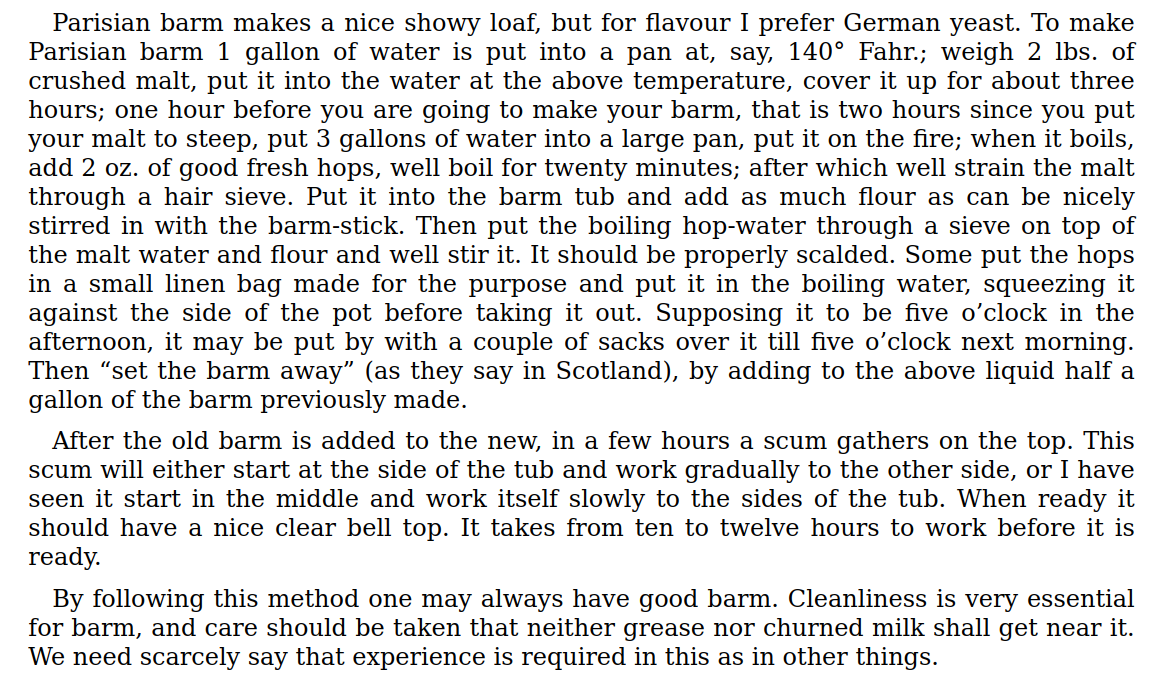 Parisian barm makes a nice showy loaf, but for flavour I prefer German yeast. To make
Parisian barm 1 gallon of water is put into a pan at, say, 140° Fahr.; weigh 2 lbs. of
crushed malt, put it into the water at the above temperature, cover it up for about three
hours; one hour before you are going to make your barm, that is two hours since you put
your malt to steep, put 3 gallons of water into a large pan, put it on the fire; when it boils,
add 2 oz. of good fresh hops, well boil for twenty minutes; after which well strain the malt
through a hair sieve. Put it into the barm tub and add as much flour as can be nicely
stirred in with the barm-stick. Then put the boiling hop-water through a sieve on top of
the malt water and flour and well stir it. It should be properly scalded. Some put the hops
in a small linen bag made for the purpose and put it in the boiling water, squeezing it
against the side of the pot before taking it out. Supposing it to be five o’clock in the
afternoon, it may be put by with a couple of sacks over it till five o’clock next morning.
Then “set the barm away” (as they say in Scotland), by adding to the above liquid half a
gallon of the barm previously made.
After the old barm is added to the new, in a few hours a scum gathers on the top. This
scum will either start at the side of the tub and work gradually to the other side, or I have
seen it start in the middle and work itself slowly to the sides of the tub. When ready it
should have a nice clear bell top. It takes from ten to twelve hours to work before it is
ready.
By following this method one may always have good barm. Cleanliness is very essential
for barm, and care should be taken that neither grease nor churned milk shall get near it.
We need scarcely say that experience is required in this as in other things.